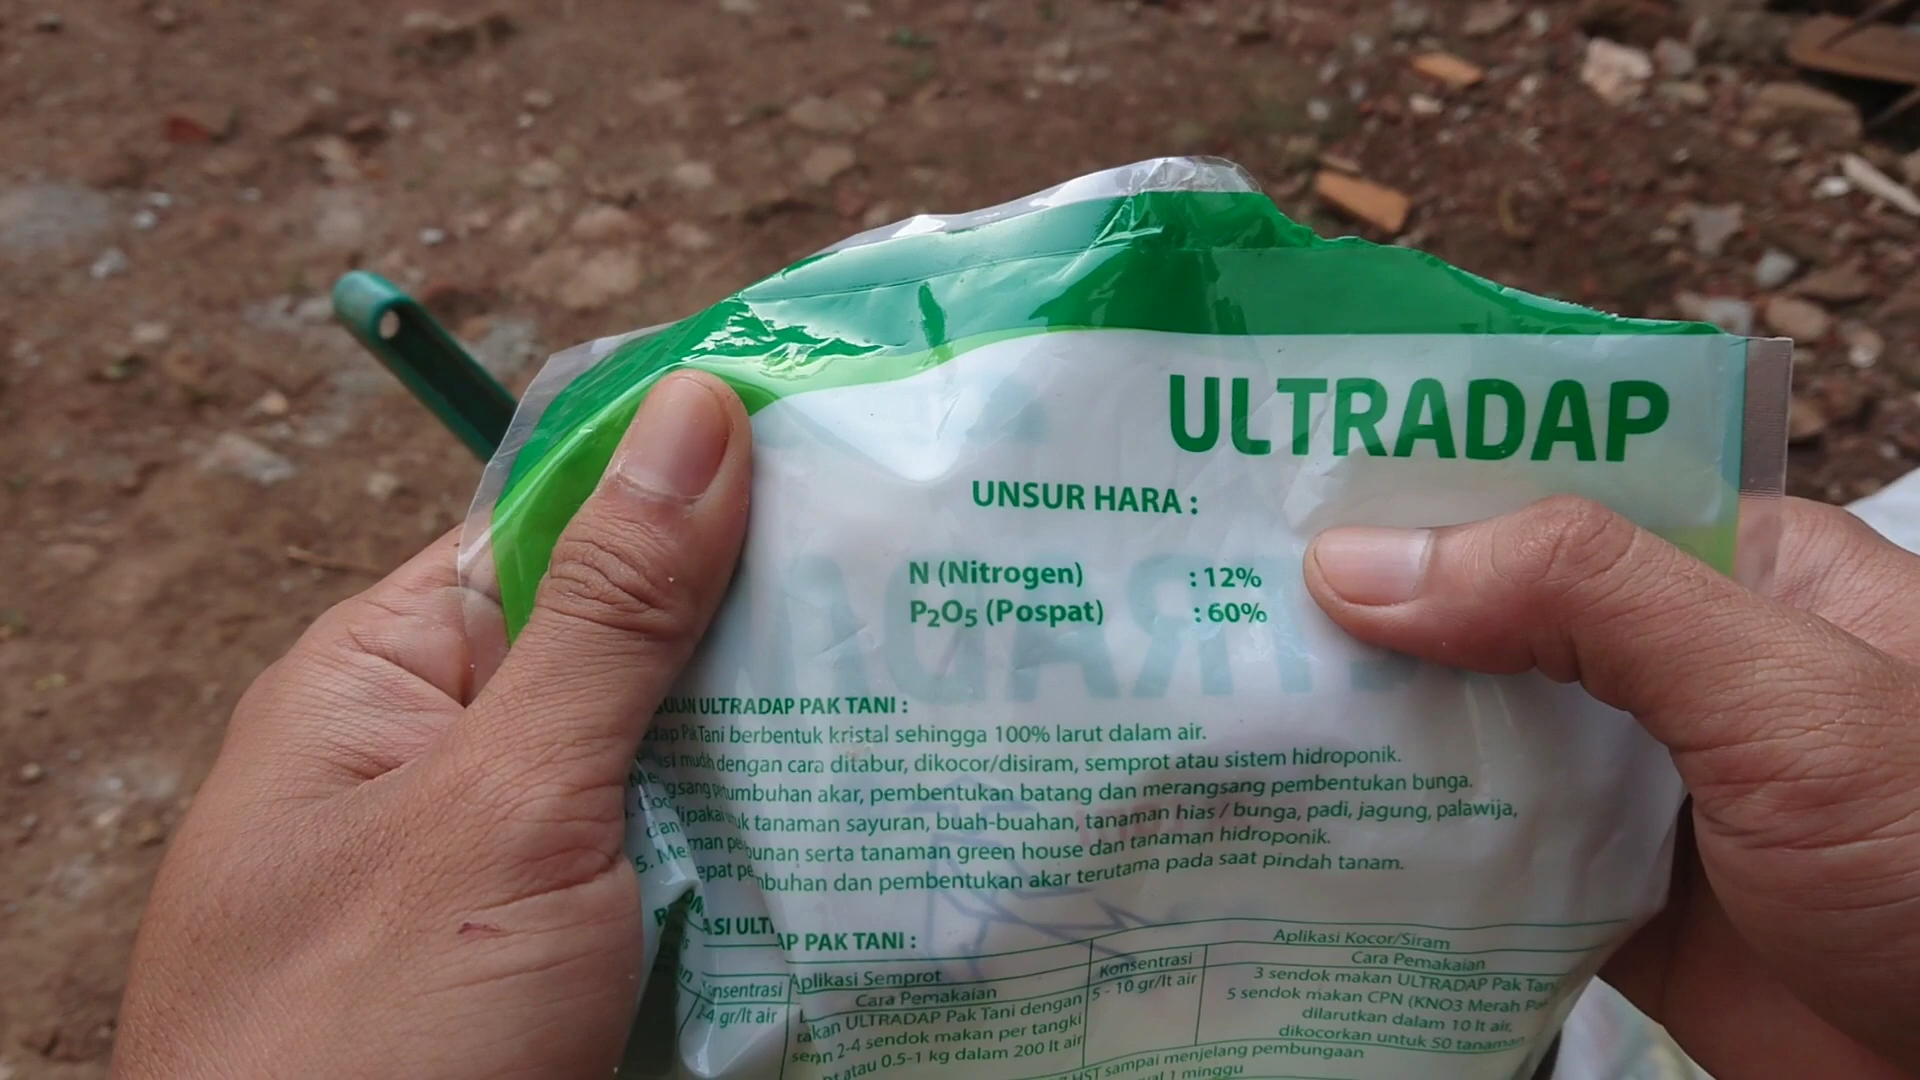 ULTRADAP
UNSUR HARA :
N (Nitrogen) : 12%
P2O5 (Pospat) : 60%
ULTRADAP PAK TANI :
Pak Tani berbentuk kristal sehingga 100% larut dalam air.
mudah dengan cara ditabur, dikocor/disiram, semprot atau sistem hidroponik.
akar, pembentukan batang dan merangsang pembentukan bunga.
tanaman sayuran, buah-buahan, tanaman hias / bunga, padi, jagung, palawija,
serta tanaman green house dan tanaman hidroponik.
5. dan pembentukan akar terutama pada saat pindah tanam.
PAK TANI :
Aplikasi Semprot
Konsentrasi
Cara Pemakaian
gr/lt air
ULTRADAP Pak Tani dengan
2-4 sendok makan per tangki
atau 0.5-1 kg dalam 200 lt air
Aplikasi Kocor/Siram
Konsentrasi
Cara Pemakaian
5 - 10 gr/lt air
3 sendok makan ULTRADAP Pak
5 sendok makan CPN (KNO3 Merah
dilarutkan dalam 10 lt air,
dikocorkan untuk 50 tanaman
HST sampai menjelang pembungaan
1 minggu